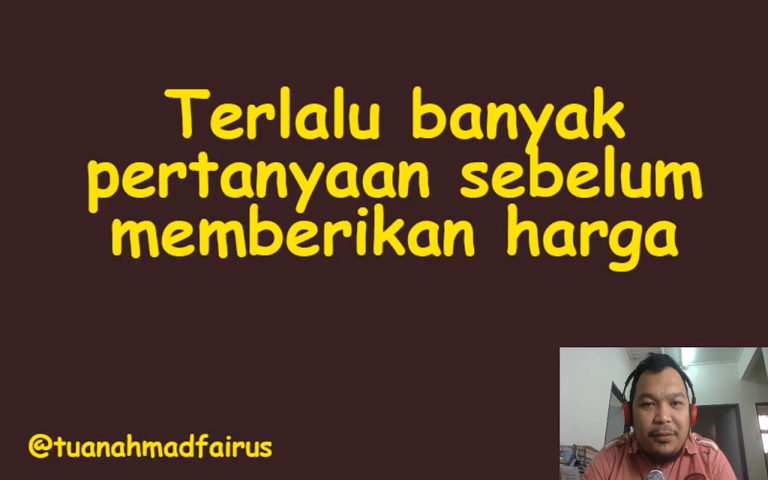 Terlalu banyak
pertanyaan sebelum
memberikan harga
@tuanahmadfairus